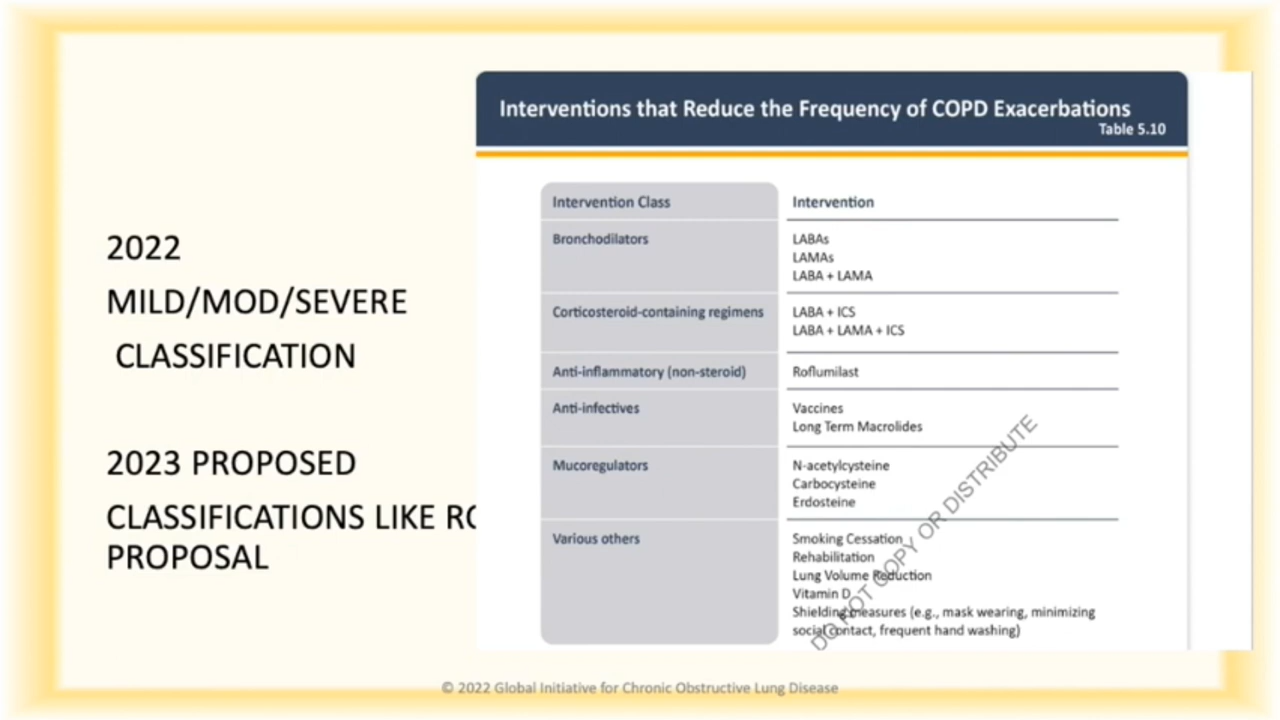 2022
MILD/MOD/SEVERE
CLASSIFICATION
2023 PROPOSED
CLASSIFICATIONS LIKE
PROPOSAL
Interventions that Reduce the Frequency of COPD Exacerbations
Table 5.10
Intervention Class Intervention
Bronchodilators LABAs
LAMAs
LABA + LAMA
Corticosteroid-containing regimens LABA + ICS
LABA + LAMA + ICS
Anti-inflammatory (non-steroid) Roflumilast
Anti-infectives Vaccines
Long Term Macrolides
Mucoregulators N-acetylcysteine
Carbocysteine
Erdosteine
Various others Smoking Cessation
Rehabilitation
Lung Volume Reduction
Vitamin D
Shielding measures (e.g., mask wearing, minimizing
social contact, frequent hand washing)
DO NOT COPY OR DISTRIBUTE
© 2022 Global Initiative for Chronic Obstructive Lung Disease